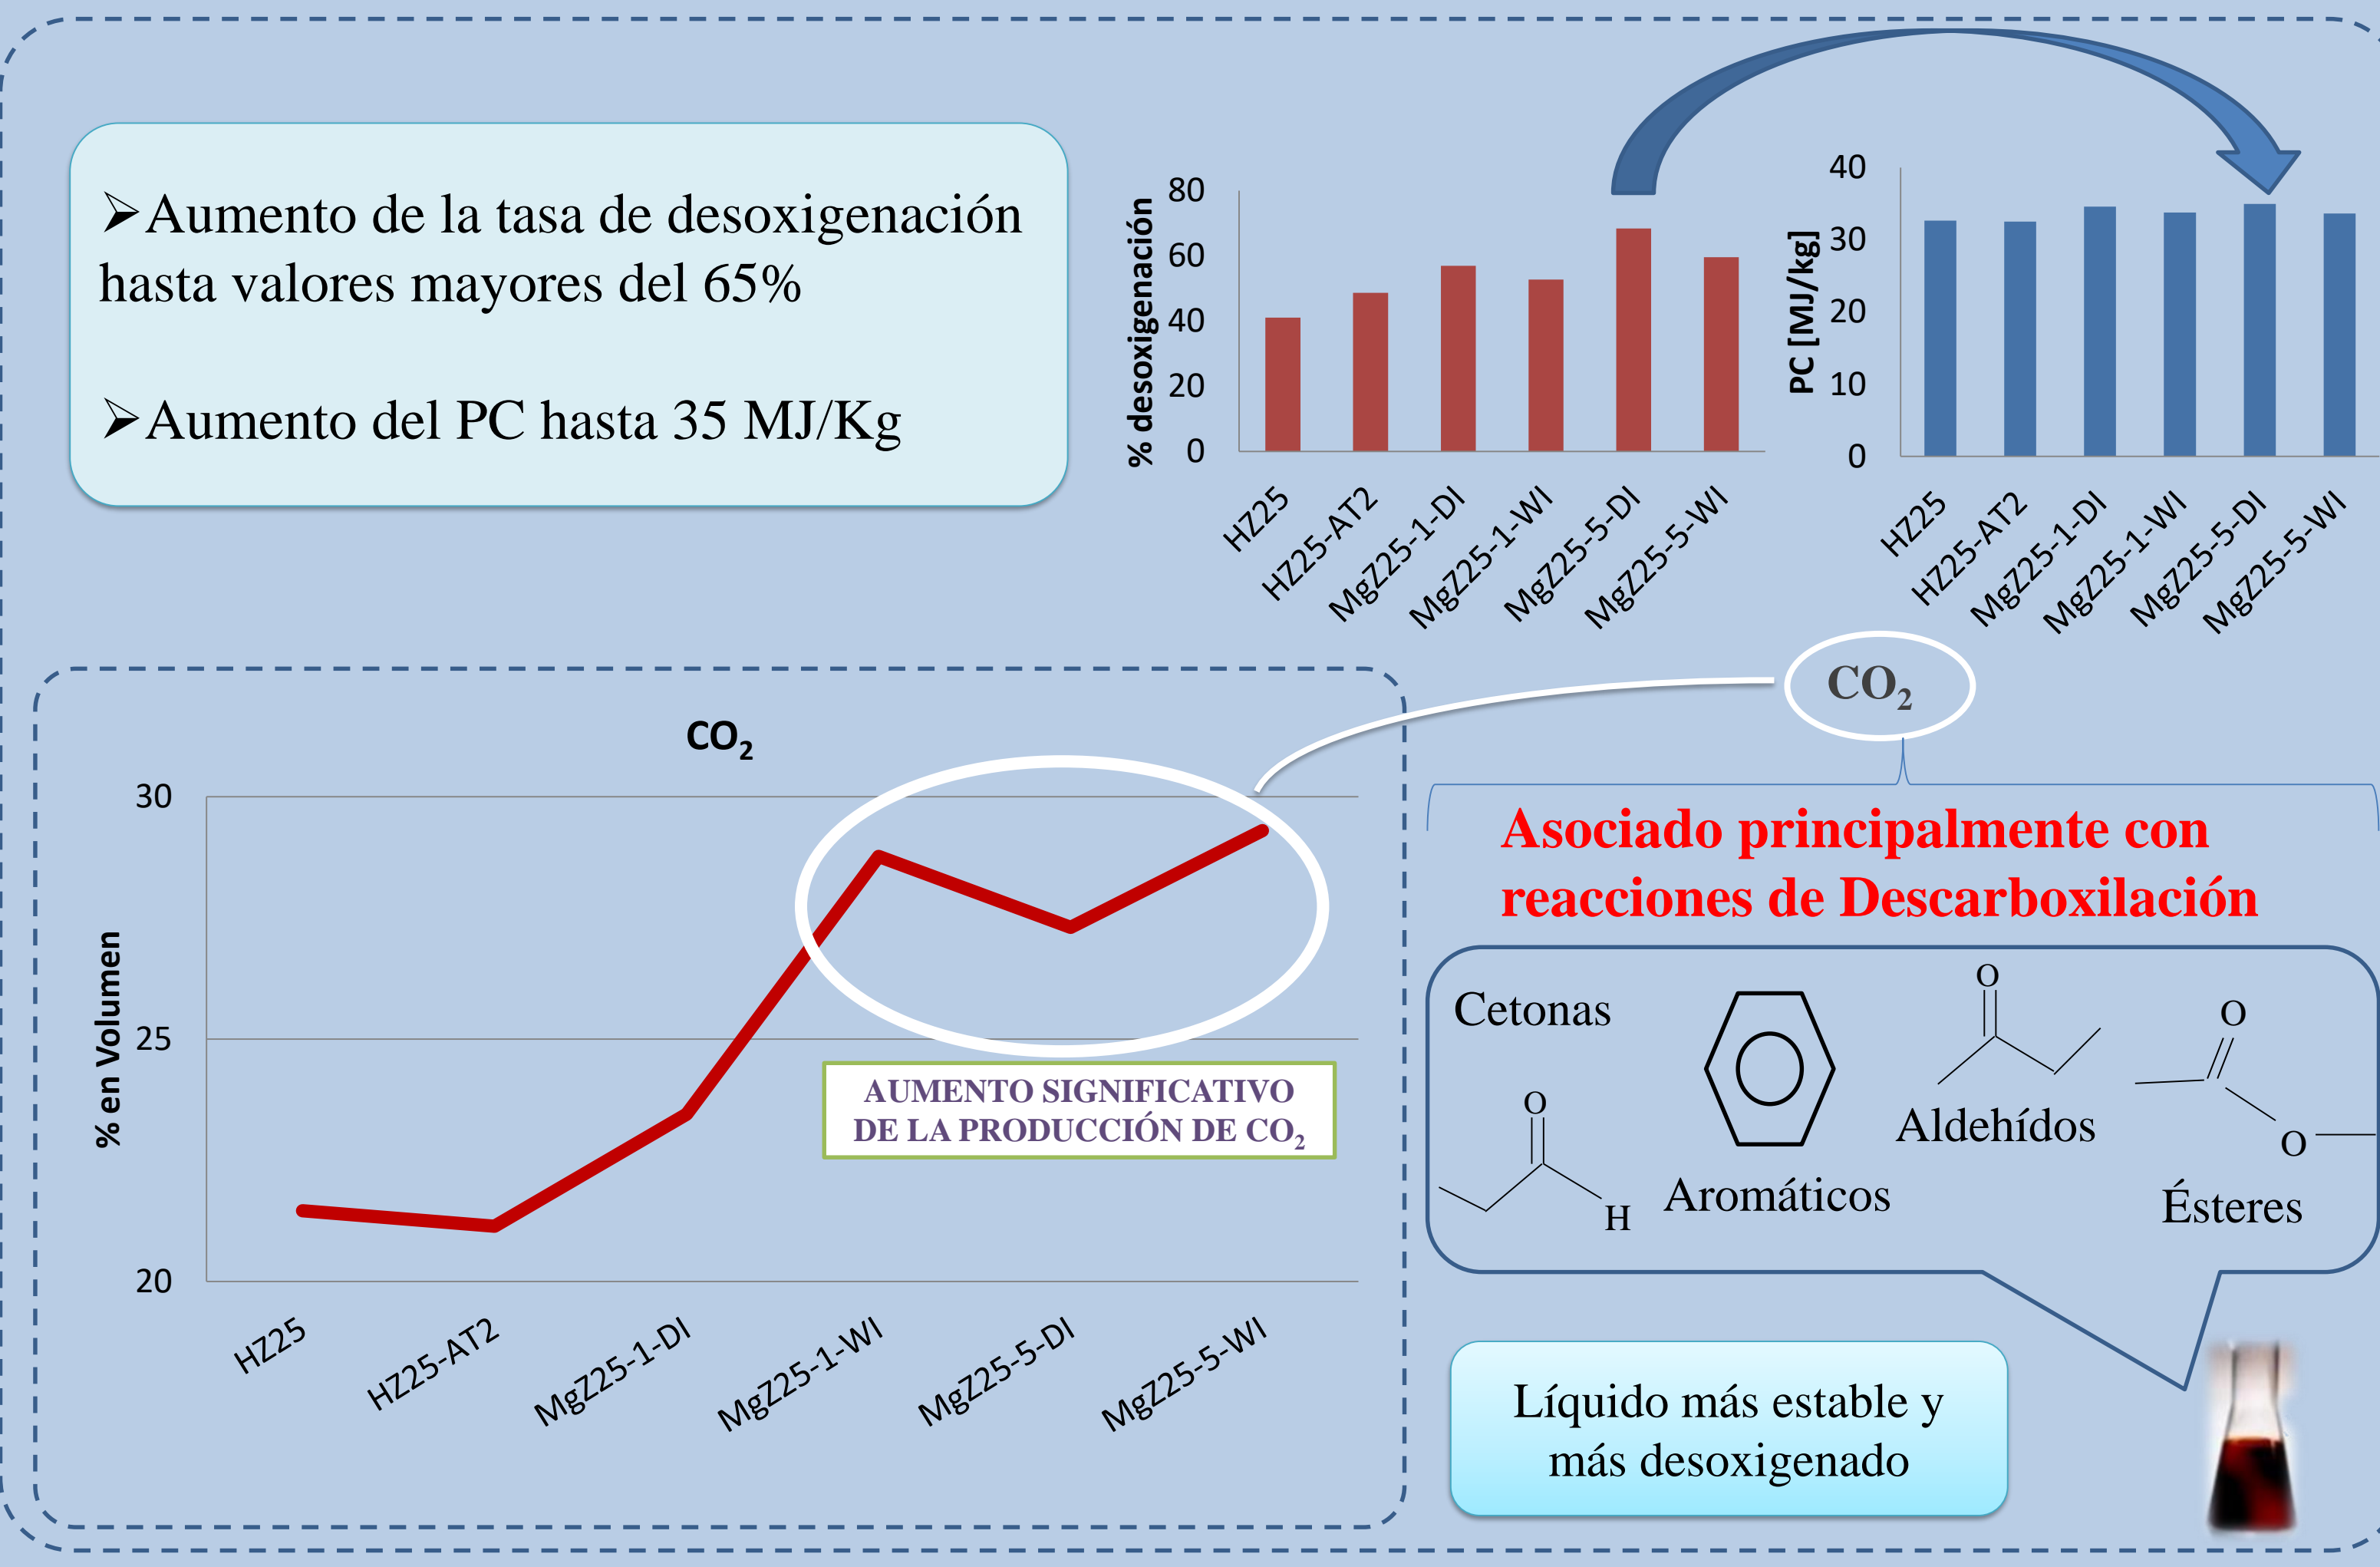 ➢Aumento de la tasa de desoxigenación
hasta valores mayores del 65%
➢Aumento del PC hasta 35 MJ/Kg
% desoxigenación
80
60
40
20
0
HZ25
HZ25-AT2
MgZ25-1-DI
MgZ25-1-WI
MgZ25-5-DI
MgZ25-5-WI
PC [MJ/kg]
40
30
20
10
0
HZ25
HZ25-AT2
MgZ25-1-DI
MgZ25-1-WI
MgZ25-5-DI
MgZ25-5-WI
CO₂
% en Volumen
30
25
20
HZ25
HZ25-AT2
MgZ25-1-DI
MgZ25-1-WI
MgZ25-5-DI
MgZ25-5-WI
AUMENTO SIGNIFICATIVO
DE LA PRODUCCIÓN DE CO₂
CO₂
Asociado principalmente con
reacciones de Descarboxilación
Cetonas
O
H
Aromáticos
O
Aldehídos
O
O
Ésteres
Líquido más estable y
más desoxigenado